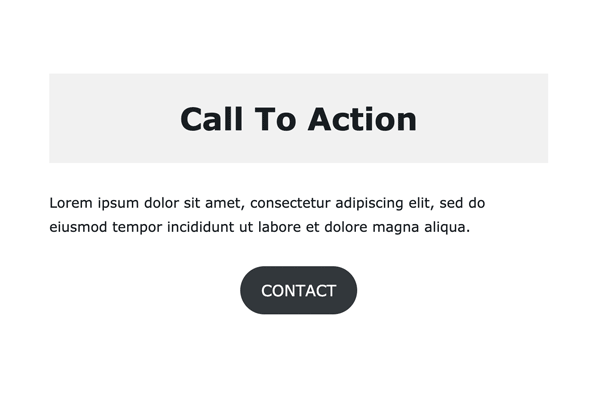 Call To Action
Lorem ipsum dolor sit amet, consectetur adipiscing elit, sed do
eiusmod tempor incididunt ut labore et dolore magna aliqua.
CONTACT